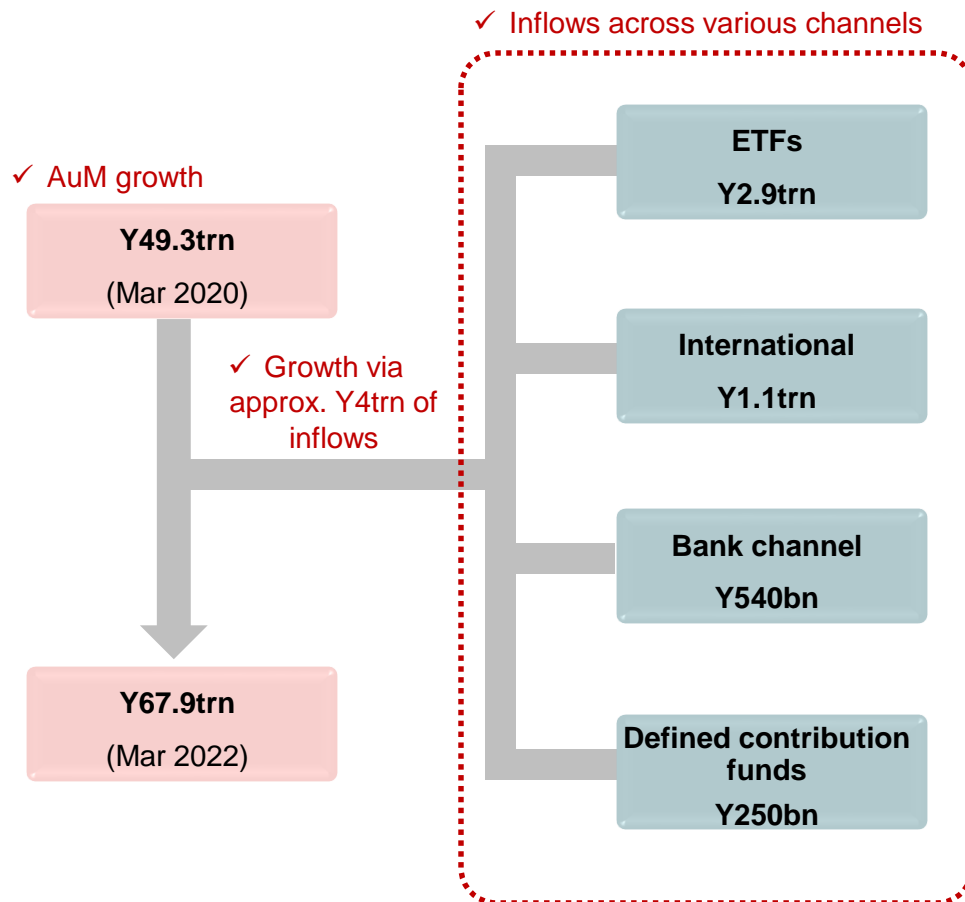 ✓ Inflows across various channels
ETFs
Y2.9trn
✓ AuM growth
Y49.3trn
(Mar 2020)
International
Y1.1trn
✓ Growth via
approx. Y4trn of
inflows
Bank channel
Y540bn
Y67.9trn
(Mar 2022)
Defined contribution
funds
Y250bn